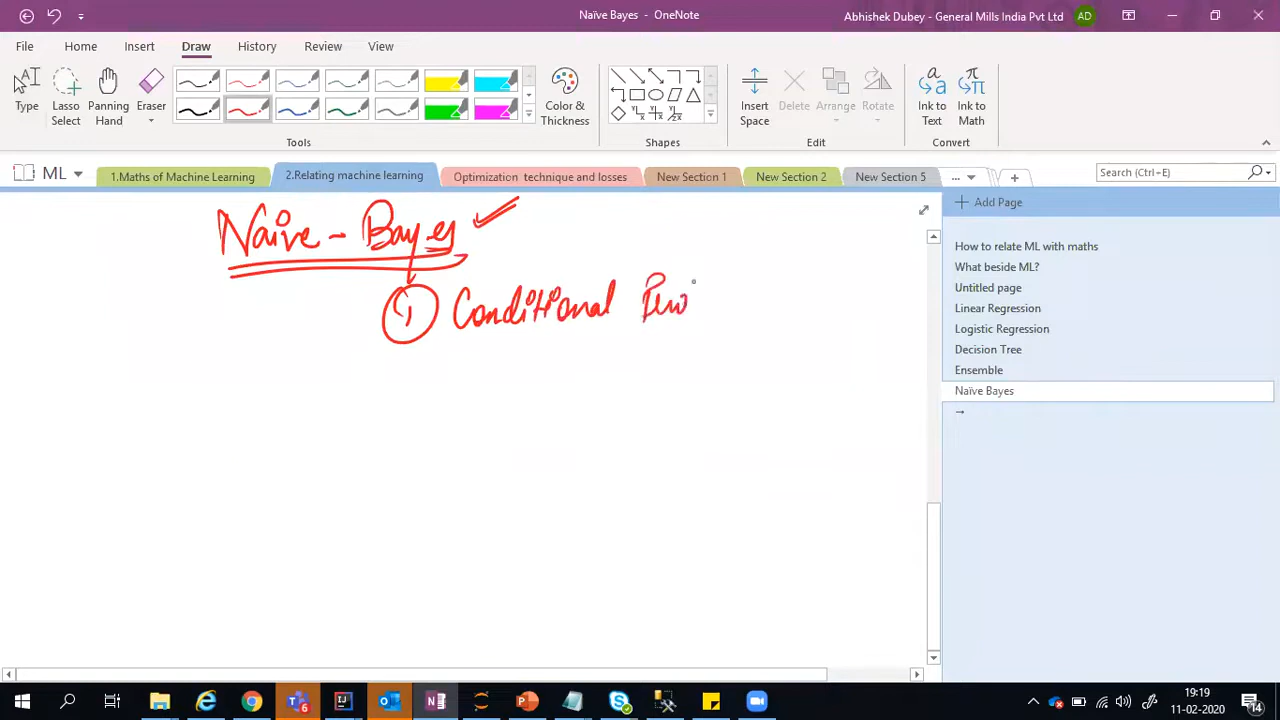 Naïve Bayes - OneNote
Abhishek Dubey - General Mills India Pvt Ltd AD
File Home Insert Draw History Review View
Type
Lasso Select
Panning Hand
Eraser
Color & Thickness
Insert Space
Delete
Arrange
Rotate
Ink to Text
Ink to Math
Tools Shapes Edit Convert
ML 1.Maths of Machine Learning 2.Relating machine learning Optimization technique and losses New Section 1 New Section 2 New Section 5 ... Search (Ctrl+E)
Add Page
Naïve - Bayes
1 Conditional
How to relate ML with maths
What beside ML?
Untitled page
Linear Regression
Logistic Regression
Decision Tree
Ensemble
Naïve Bayes
→
19:19
11-02-2020
14